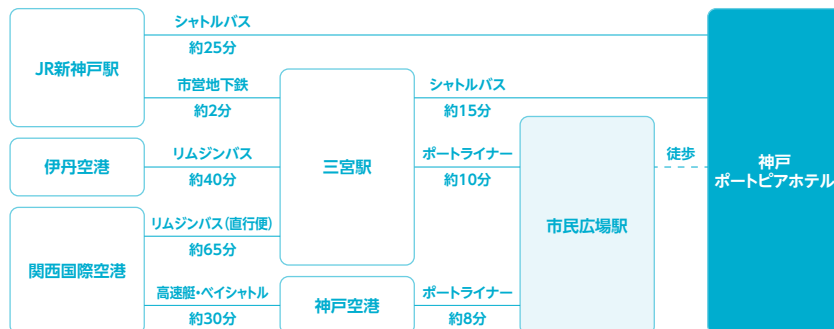 シャトルバス
約25分
JR新神戸駅
市営地下鉄
約2分
シャトルバス
約15分
伊丹空港
リムジンバス
約40分
三宮駅
ポートライナー
約10分
徒歩
神戸
ポートピアホテル
市民広場駅
関西国際空港
リムジンバス(直行便)
約65分
高速艇・ベイシャトル
約30分
神戸空港
ポートライナー
約8分